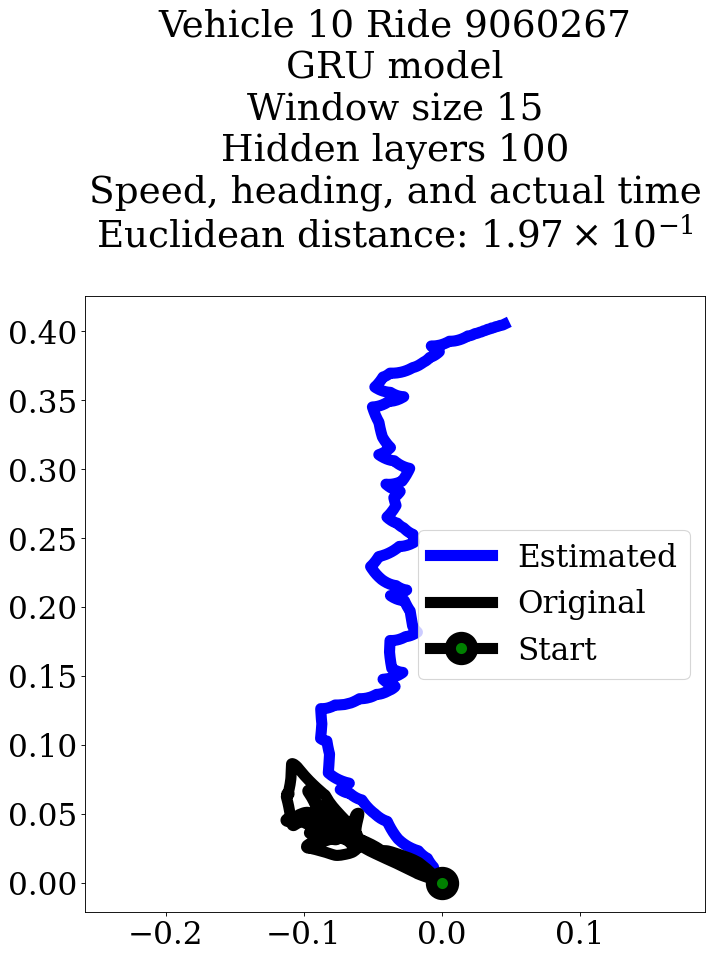 Vehicle 10 Ride 9060267
GRU model
Window size 15
Hidden layers 100
Speed, heading, and actual time
Euclidean distance: 1.97 × 10⁻¹
0.40
0.35
0.30
0.25
0.20
0.15
0.10
0.05
0.00
Estimated
Original
Start
−0.2 −0.1 0.0 0.1